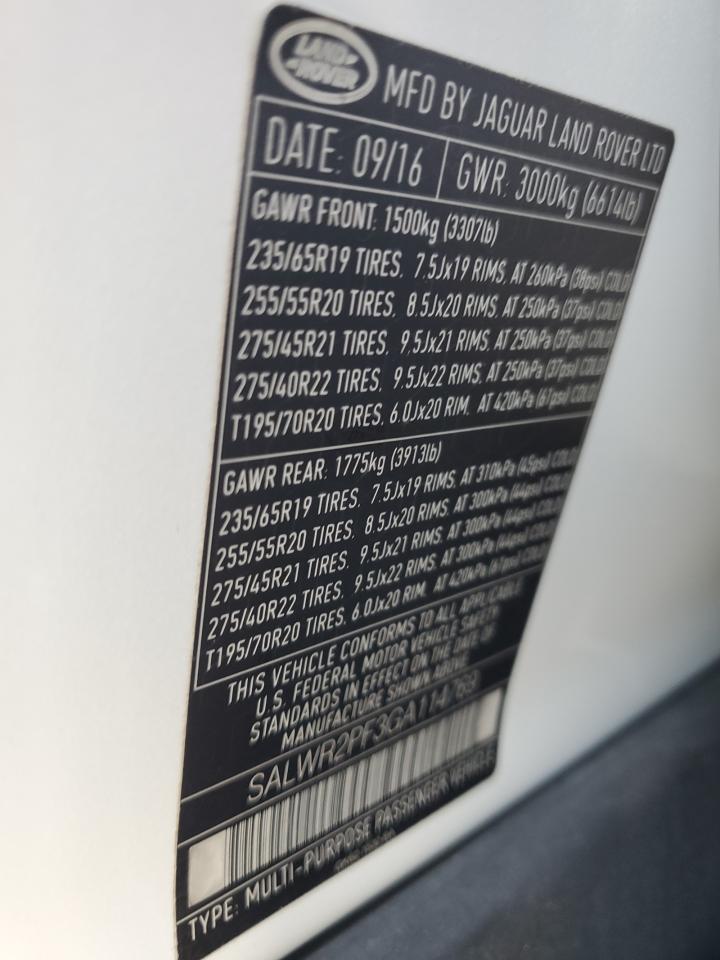 LAND ROVER
MFD BY JAGUAR LAND ROVER LTD
DATE: 09/16 GWR: 3000kg (6614lb)
GAWR FRONT: 1500kg (3307lb)
235/65R19 TIRES, 7.5Jx19 RIMS, AT 260kPa (38psi) COLD
255/55R20 TIRES, 8.5Jx20 RIMS, AT 250kPa (37psi) COLD
275/45R21 TIRES, 9.5Jx21 RIMS, AT 250kPa (37psi) COLD
275/40R22 TIRES, 9.5Jx22 RIMS, AT 250kPa (37psi) COLD
T195/70R20 TIRES, 6.0Jx20 RIM, AT 420kPa (61psi) COLD
GAWR REAR: 1775kg (3913lb)
235/65R19 TIRES, 7.5Jx19 RIMS, AT 310kPa (45psi) COLD
255/55R20 TIRES, 8.5Jx20 RIMS, AT 300kPa (44psi) COLD
275/45R21 TIRES, 9.5Jx21 RIMS, AT 300kPa (44psi) COLD
275/40R22 TIRES, 9.5Jx22 RIMS, AT 300kPa (44psi) COLD
T195/70R20 TIRES, 6.0Jx20 RIM, AT 420kPa (61psi) COLD
THIS VEHICLE CONFORMS TO ALL APPLICABLE
U.S. FEDERAL MOTOR VEHICLE SAFETY
STANDARDS IN EFFECT ON THE DATE OF
MANUFACTURE SHOWN ABOVE
SALWR2PF3GA114769
TYPE: MULTI-PURPOSE PASSENGER VEHICLE